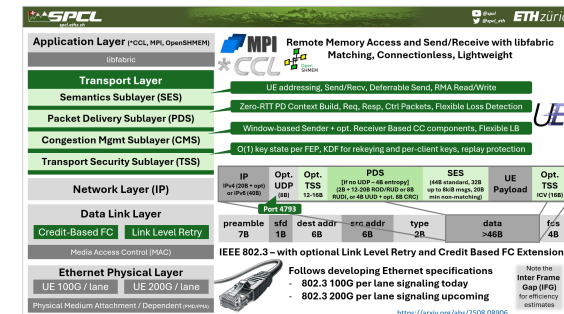 SPCL
spcl.ethz.ch
@spcl
@spcl_eth
ETH zürich
Application Layer (*CCL, MPI, OpenSHMEM)
libfabric
MPI
*CCL
Open
SHMEM
Remote Memory Access and Send/Receive with libfabric
Matching, Connectionless, Lightweight
Transport Layer
Semantics Sublayer (SES)
UE addressing, Send/Recv, Deferrable Send, RMA Read/Write
Packet Delivery Sublayer (PDS)
Zero-RTT PD Context Build, Req, Resp, Ctrl Packets, Flexible Loss Detection
Congestion Mgmt Sublayer (CMS)
Window-based Sender + opt. Receiver Based CC components, Flexible LB
Transport Security Sublayer (TSS)
O(1) key state per FEP, KDF for rekeying and per-client keys, replay protection
Network Layer (IP)
IP
IPv4 (20B + opt)
or IPv6 (40B)
Opt.
UDP
(8B)
Opt.
TSS
12-16B
PDS
[If no UDP – 4B entropy]
(2B + 12-20B ROD/RUD or 8B
RUDI, or 4B UUD + opt. 8B CRC)
SES
(44B standard, 32B
up to 8kiB msgs, 20B
min non-matching)
UE
Payload
Opt.
TSS
ICV (16B)
Port 4793
Data Link Layer
Credit-Based FC
Link Level Retry
Media Access Control (MAC)
preamble
7B
sfd
1B
dest addr
6B
src addr
6B
type
2B
data
>46B
fcs
4B
IEEE 802.3 – with optional Link Level Retry and Credit Based FC Extension
Ethernet Physical Layer
UE 100G / lane
UE 200G / lane
Physical Medium Attachment / Dependent (PMD/PMA)
Follows developing Ethernet specifications
- 802.3 100G per lane signaling today
- 802.3 200G per lane signaling upcoming
Note the
Inter Frame
Gap (IFG)
for efficiency
estimates
https://arxiv.org/abs/2508.08906